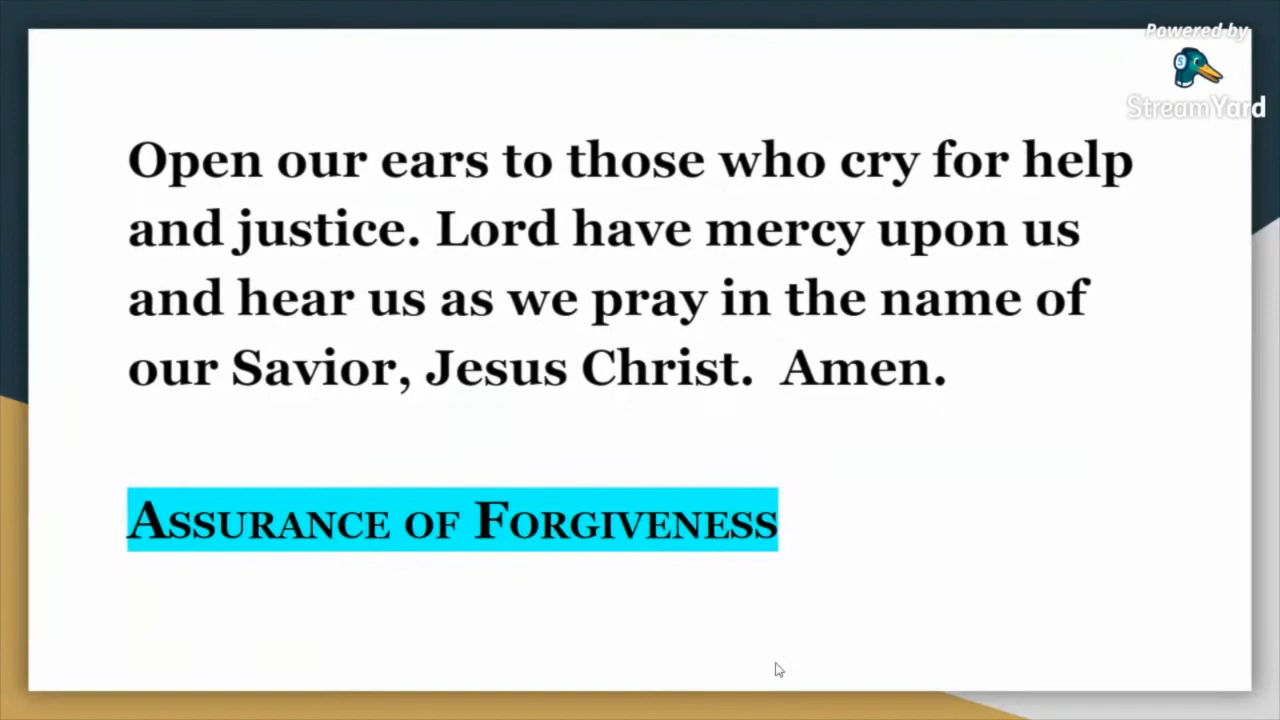 Powered by
StreamYard
Open our ears to those who cry for help
and justice. Lord have mercy upon us
and hear us as we pray in the name of
our Savior, Jesus Christ.  Amen.
ASSURANCE OF FORGIVENESS